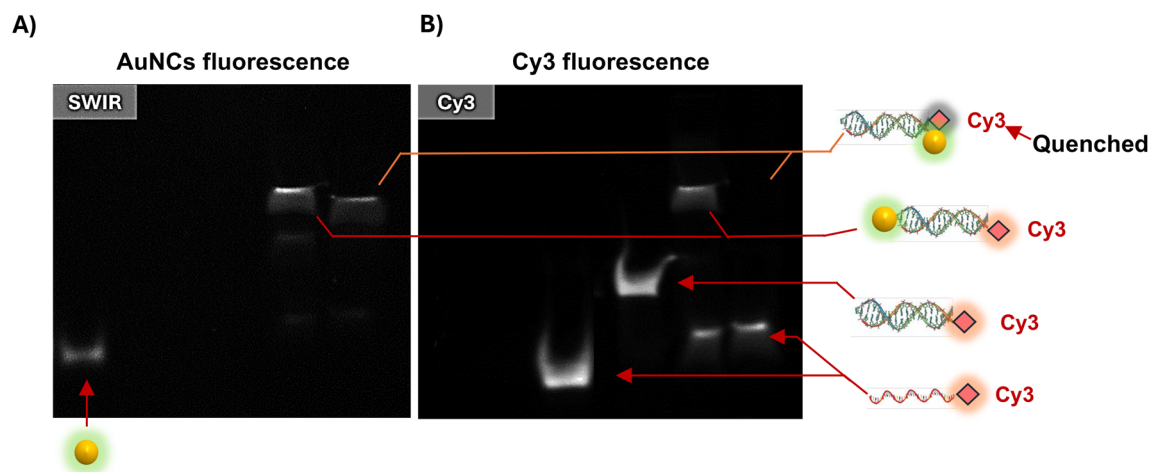 A)
B)
AuNCs fluorescence
Cy3 fluorescence
SWIR
Cy3
Cy3
Quenched
Cy3
Cy3
Cy3